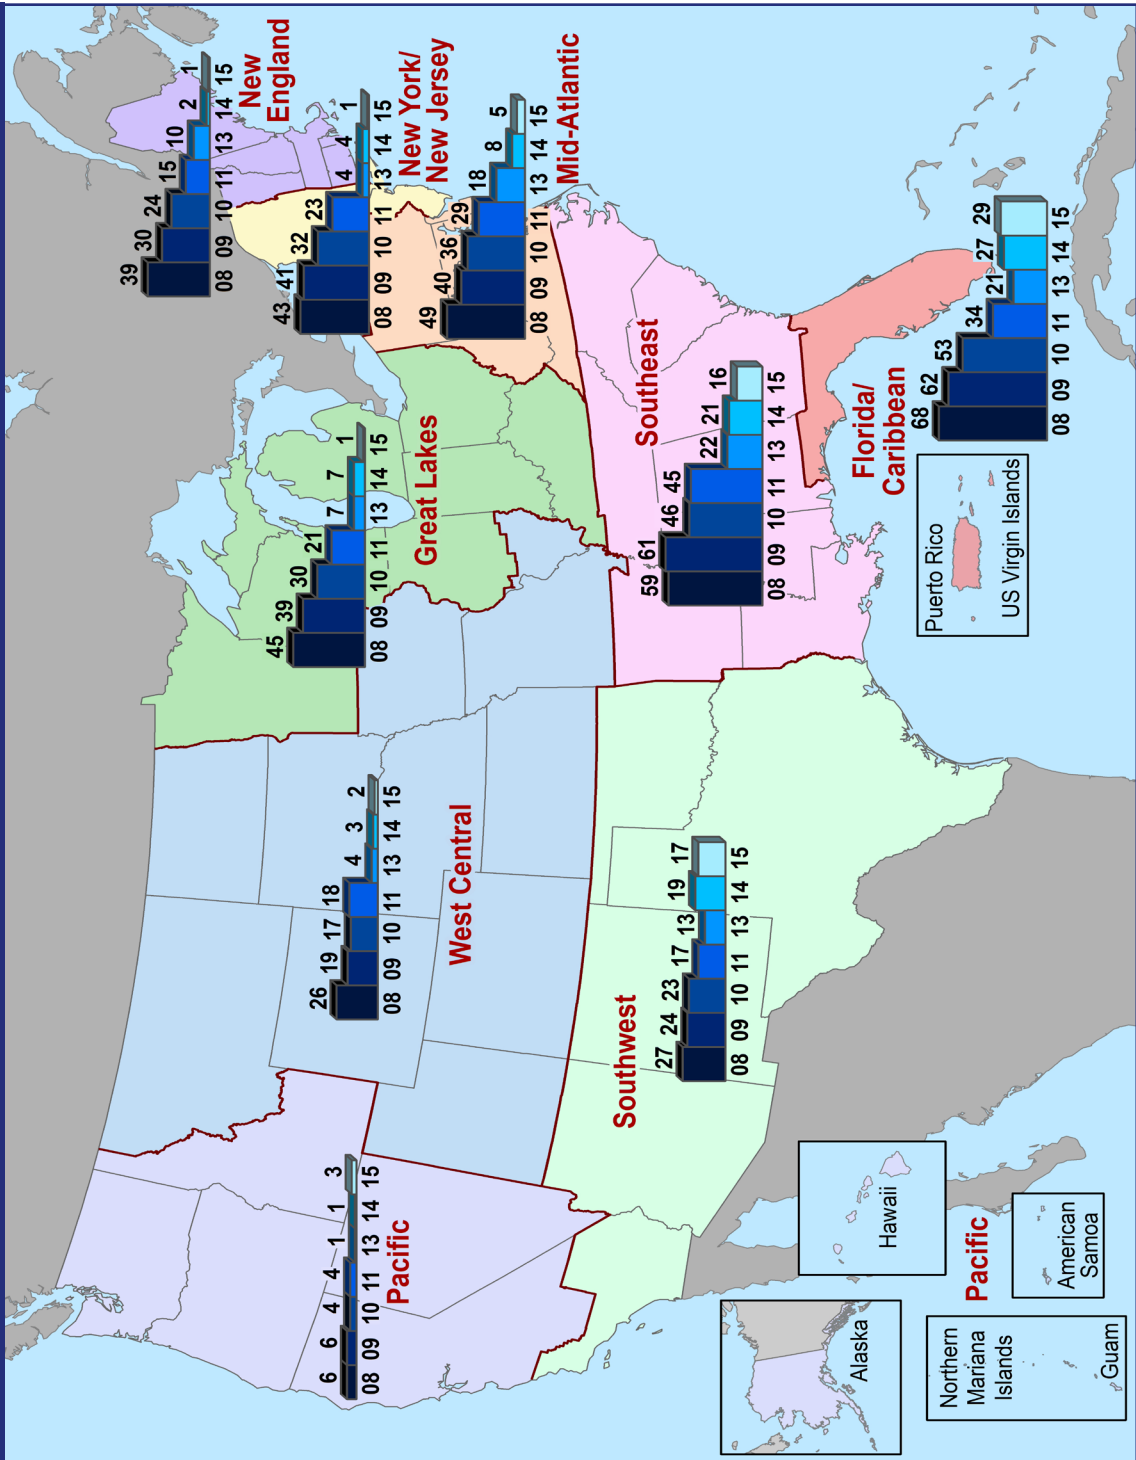 39 30 24 15 10 2 1
08 09 10 11 13 14 15
New
England
43 41 32 23 4 4 1
08 09 10 11 13 14 15
New York/
New Jersey
49 40 36 29 18 8 5
08 09 10 11 13 14 15
Mid-Atlantic
45 39 30 21 7 7 1
08 09 10 11 13 14 15
Great Lakes
26 19 17 18 4 3 2
08 09 10 11 13 14 15
West Central
6 6 4 4 1 1 3
08 09 10 11 13 14 15
Pacific
27 24 23 17 13 19 17
08 09 10 11 13 14 15
Southwest
Southeast
59 61 46 45 22 21 16
08 09 10 11 13 14 15
Florida/
Caribbean
68 62 53 34 21 27 29
08 09 10 11 13 14 15
Puerto Rico
US Virgin Islands
Alaska
Hawaii
Pacific
Northern
Mariana
Islands
Guam
American
Samoa